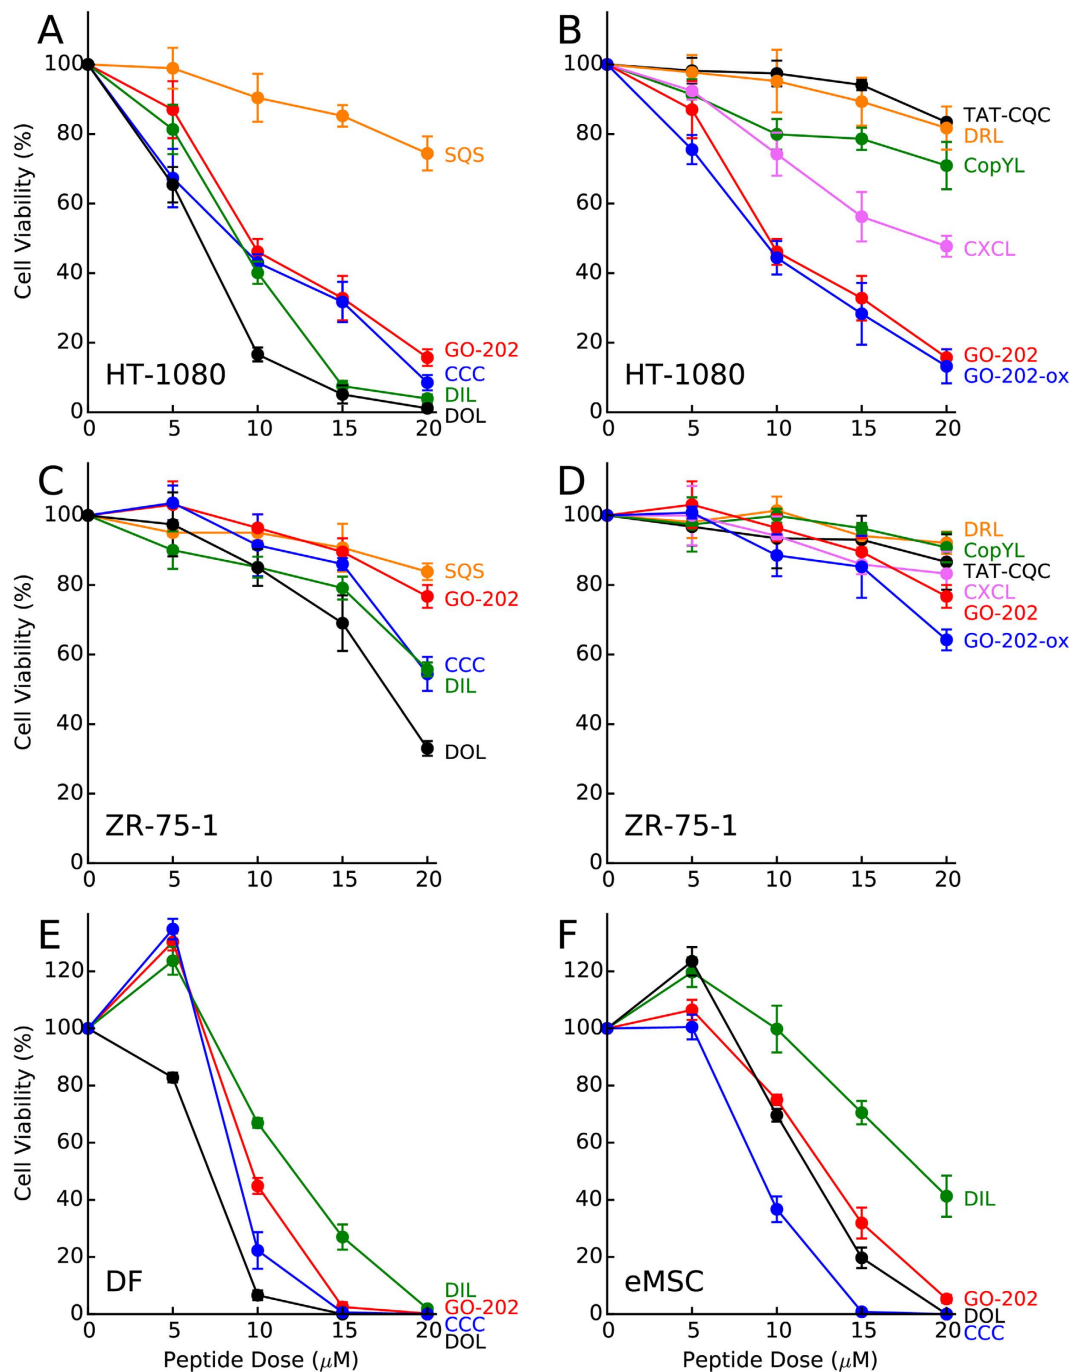 A
Cell Viability (%)
100
80
60
40
20
0
0 5 10 15 20
HT-1080
SQS
GO-202
CCC
DIL
DOL
B
100
80
60
40
20
0
0 5 10 15 20
HT-1080
TAT-CQC
DRL
CopYL
CXCL
GO-202
GO-202-ox
C
Cell Viability (%)
100
80
60
40
20
0
0 5 10 15 20
ZR-75-1
SQS
GO-202
CCC
DIL
DOL
D
100
80
60
40
20
0
0 5 10 15 20
ZR-75-1
DRL
CopYL
TAT-CQC
CXCL
GO-202
GO-202-ox
E
Cell Viability (%)
120
100
80
60
40
20
0
0 5 10 15 20
Peptide Dose (μM)
DF
DIL
GO-202
CCC
DOL
F
120
100
80
60
40
20
0
0 5 10 15 20
Peptide Dose (μM)
eMSC
DIL
GO-202
DOL
CCC